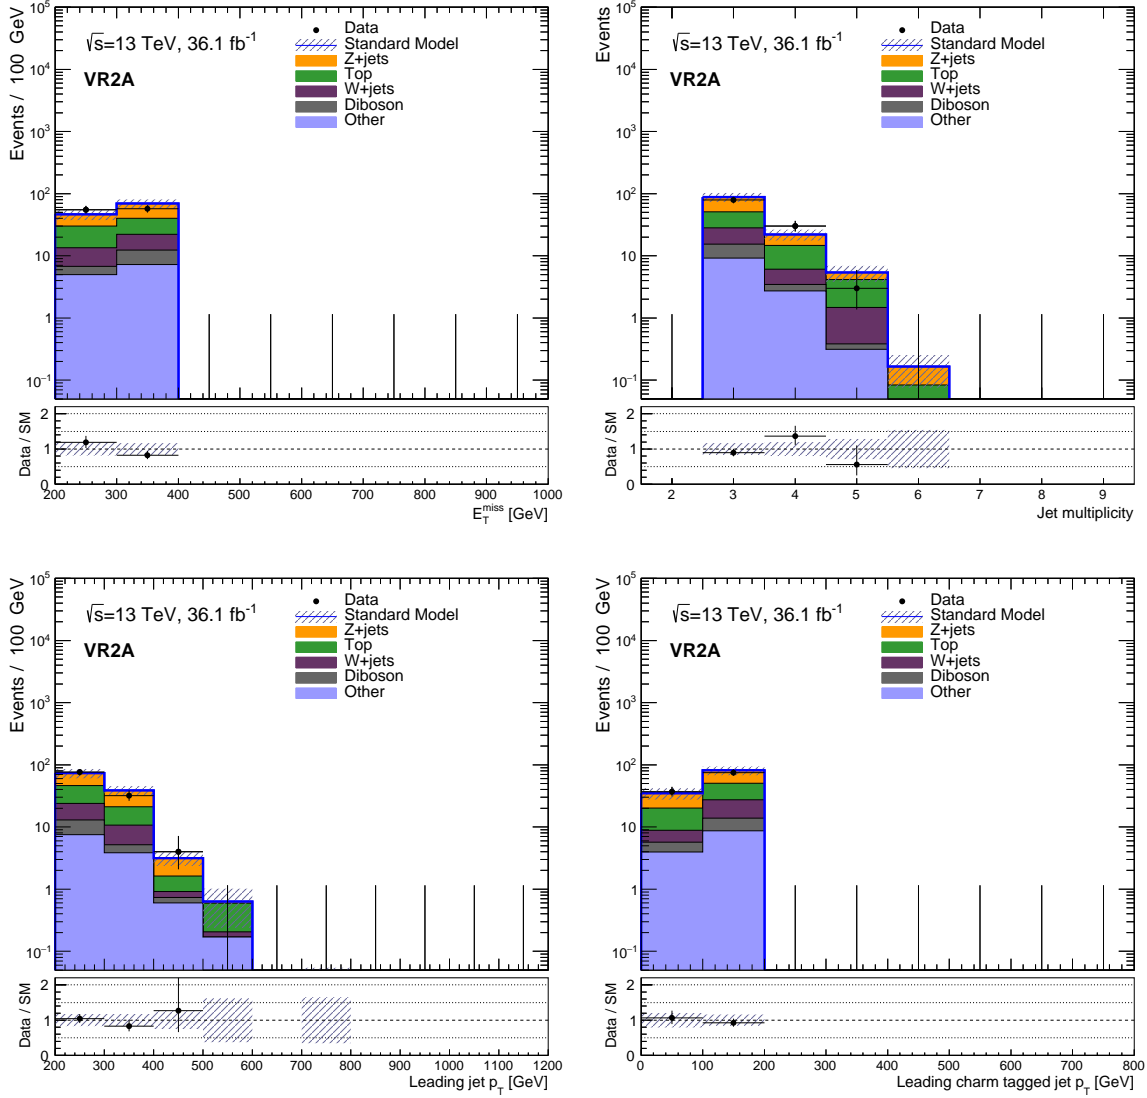 Events / 100 GeV
10⁵
10⁴
10³
10²
10
1
10⁻¹
√s=13 TeV, 36.1 fb⁻¹
VR2A
Data
Standard Model
Z+jets
Top
W+jets
Diboson
Other
Data / SM
2
1
0
200 300 400 500 600 700 800 900 1000
E_T^miss [GeV]
Events
10⁵
10⁴
10³
10²
10
1
10⁻¹
√s=13 TeV, 36.1 fb⁻¹
VR2A
Data
Standard Model
Z+jets
Top
W+jets
Diboson
Other
Data / SM
2
1
0
2 3 4 5 6 7 8 9
Jet multiplicity
Events / 100 GeV
10⁵
10⁴
10³
10²
10
1
10⁻¹
√s=13 TeV, 36.1 fb⁻¹
VR2A
Data
Standard Model
Z+jets
Top
W+jets
Diboson
Other
Data / SM
2
1
0
200 300 400 500 600 700 800 900 1000 1100 1200
Leading jet p_T [GeV]
Events / 100 GeV
10⁵
10⁴
10³
10²
10
1
10⁻¹
√s=13 TeV, 36.1 fb⁻¹
VR2A
Data
Standard Model
Z+jets
Top
W+jets
Diboson
Other
Data / SM
2
1
0
0 100 200 300 400 500 600 700 800
Leading charm tagged jet p_T [GeV]